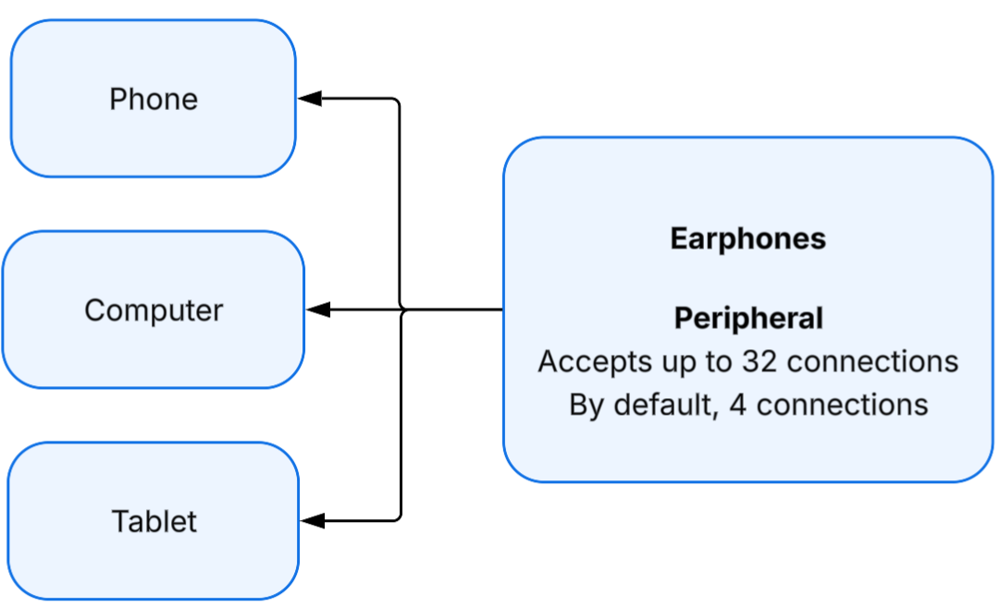 Phone
Computer
Tablet
Earphones
Peripheral
Accepts up to 32 connections
By default, 4 connections